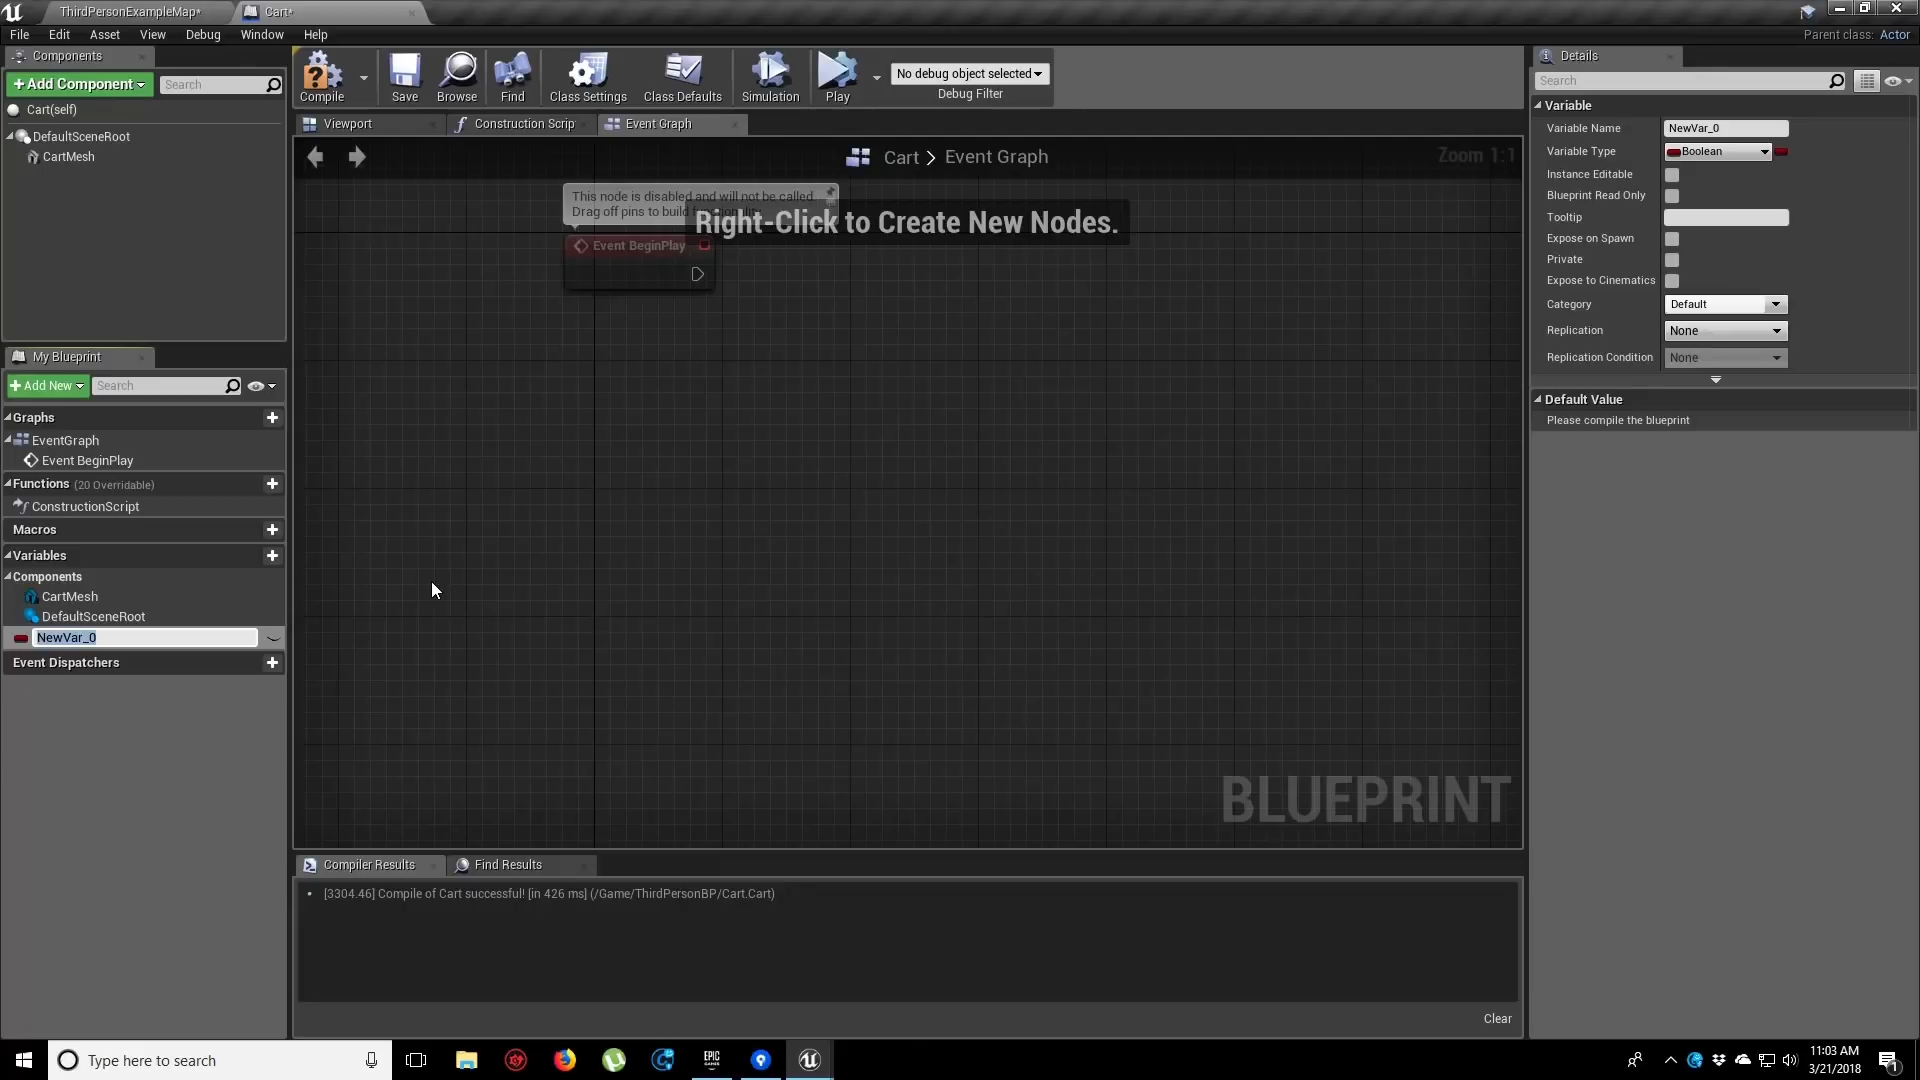 ThirdPersonExampleMap*
Cart*
File Edit Asset View Debug Window Help
Parent class: Actor
Components
+Add Component
Search
Cart(self)
DefaultSceneRoot
CartMesh
Compile
Save
Browse
Find
Class Settings
Class Defaults
Simulation
Play
No debug object selected
Debug Filter
Viewport
Construction Scrip
Event Graph
Cart > Event Graph
Zoom 1:1
This node is disabled and will not be called.
Drag off pins to build
Right-Click to Create New Nodes.
Event BeginPlay
BLUEPRINT
My Blueprint
+Add New
Search
Graphs
EventGraph
Event BeginPlay
Functions (20 Overridable)
ConstructionScript
Macros
Variables
Components
CartMesh
DefaultSceneRoot
NewVar_0
Event Dispatchers
Compiler Results
Find Results
[3304.46] Compile of Cart successful! [in 426 ms] (/Game/ThirdPersonBP/Cart.Cart)
Clear
Details
Search
Variable
Variable Name NewVar_0
Variable Type Boolean
Instance Editable
Blueprint Read Only
Tooltip
Expose on Spawn
Private
Expose to Cinematics
Category Default
Replication None
Replication Condition None
Default Value
Please compile the blueprint
Type here to search
EPIC
GAMES
11:03 AM
3/21/2018
1